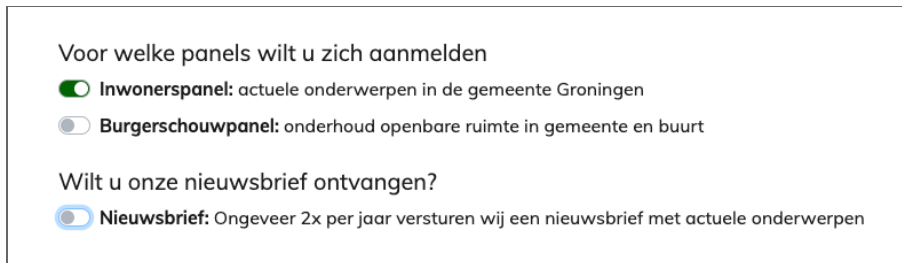 Voor welke panels wilt u zich aanmelden
Inwonerspanel: actuele onderwerpen in de gemeente Groningen
Burgerschouwpanel: onderhoud openbare ruimte in gemeente en buurt
Wilt u onze nieuwsbrief ontvangen?
Nieuwsbrief: Ongeveer 2x per jaar versturen wij een nieuwsbrief met actuele onderwerpen